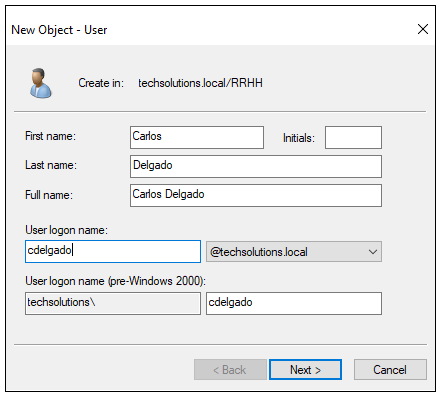 New Object - User
Create in: techsolutions.local/RRHH
First name: Carlos Initials:
Last name: Delgado
Full name: Carlos Delgado
User logon name:
cdelgado @techsolutions.local
User logon name (pre-Windows 2000):
techsolutions\ cdelgado
< Back Next > Cancel